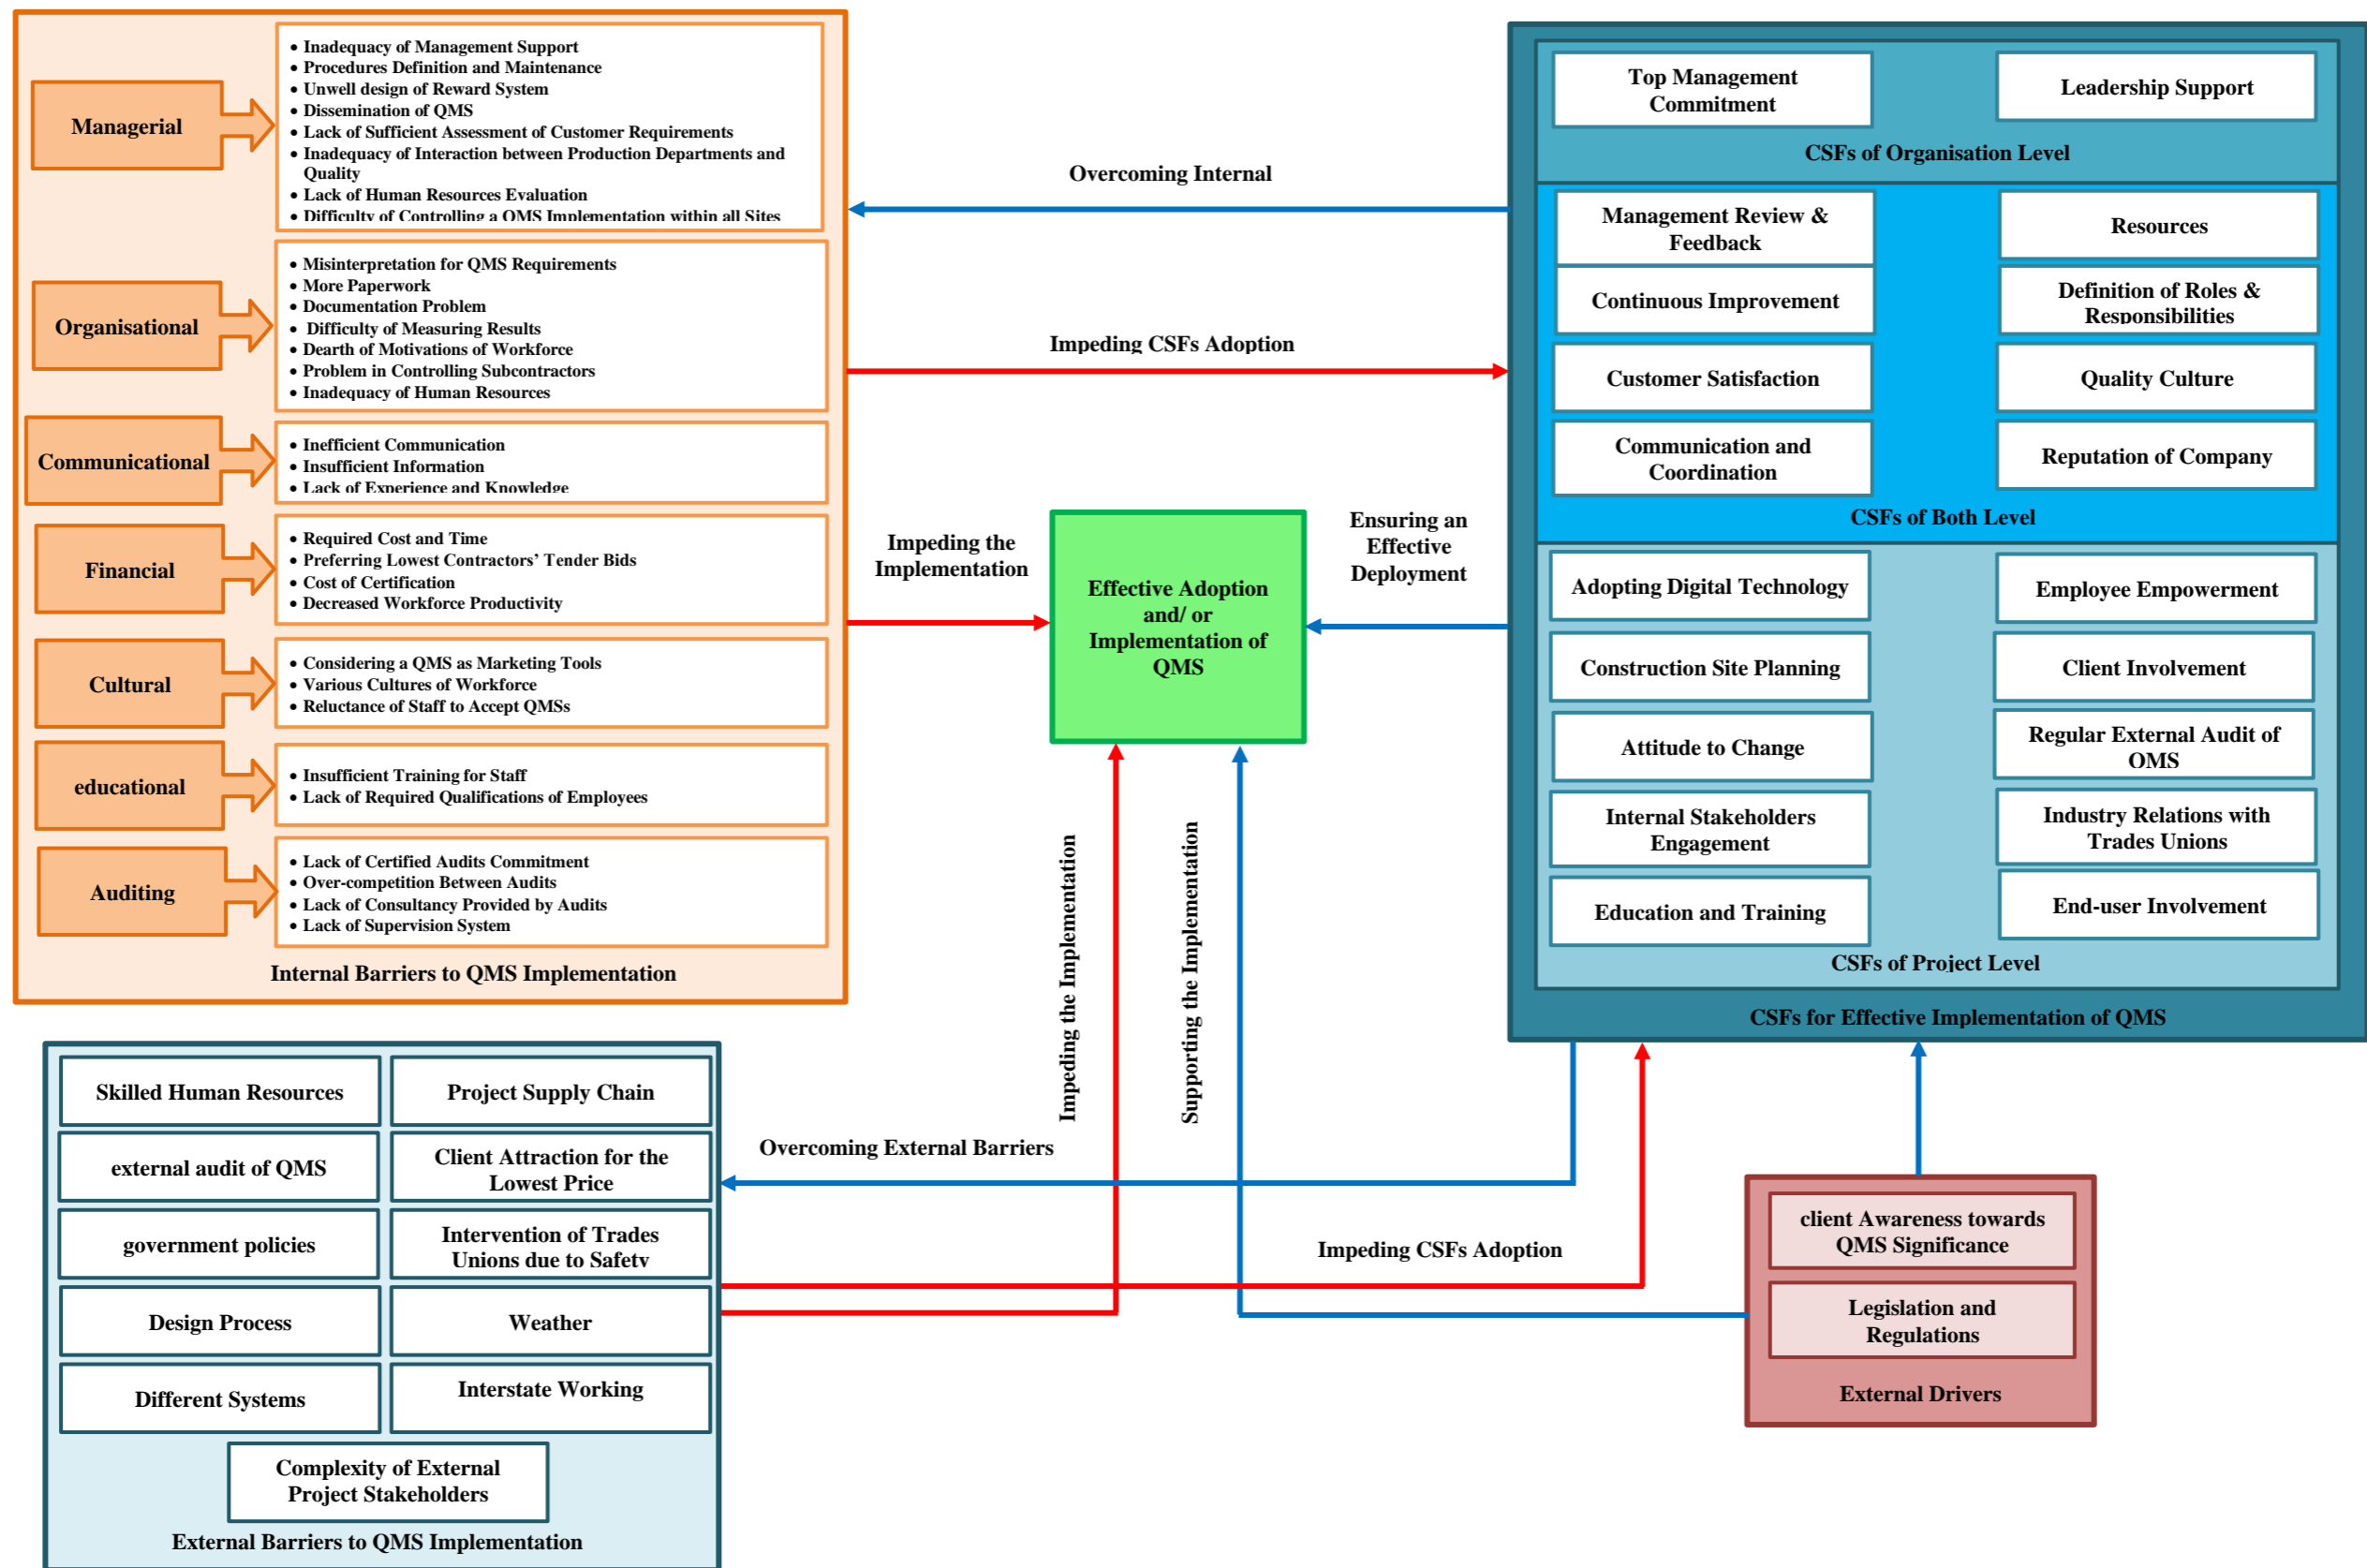 Managerial
• Inadequacy of Management Support
• Procedures Definition and Maintenance
• Unwell design of Reward System
• Dissemination of QMS
• Lack of Sufficient Assessment of Customer Requirements
• Inadequacy of Interaction between Production Departments and
Quality
• Lack of Human Resources Evaluation
• Difficulty of Controlling a QMS Implementation within all Sites
Organisational
• Misinterpretation for QMS Requirements
• More Paperwork
• Documentation Problem
• Difficulty of Measuring Results
• Dearth of Motivations of Workforce
• Problem in Controlling Subcontractors
• Inadequacy of Human Resources
Communicational
• Inefficient Communication
• Insufficient Information
• Lack of Experience and Knowledge
Financial
• Required Cost and Time
• Preferring Lowest Contractors’ Tender Bids
• Cost of Certification
• Decreased Workforce Productivity
Cultural
• Considering a QMS as Marketing Tools
• Various Cultures of Workforce
• Reluctance of Staff to Accept QMSs
educational
• Insufficient Training for Staff
• Lack of Required Qualifications of Employees
Auditing
• Lack of Certified Audits Commitment
• Over-competition Between Audits
• Lack of Consultancy Provided by Audits
• Lack of Supervision System
Internal Barriers to QMS Implementation
Overcoming Internal
Impeding CSFs Adoption
Impeding the
Implementation
Effective Adoption
and/ or
Implementation of
QMS
Ensuring an
Effective
Deployment
Top Management
Commitment
Leadership Support
CSFs of Organisation Level
Management Review &
Feedback
Resources
Continuous Improvement
Definition of Roles &
Responsibilities
Customer Satisfaction
Quality Culture
Communication and
Coordination
Reputation of Company
CSFs of Both Level
Adopting Digital Technology
Employee Empowerment
Construction Site Planning
Client Involvement
Attitude to Change
Regular External Audit of
QMS
Internal Stakeholders
Engagement
Industry Relations with
Trades Unions
Education and Training
End-user Involvement
CSFs of Project Level
CSFs for Effective Implementation of QMS
Impeding the Implementation
Supporting the Implementation
Skilled Human Resources
Project Supply Chain
external audit of QMS
Client Attraction for the
Lowest Price
government policies
Intervention of Trades
Unions due to Safety
Design Process
Weather
Different Systems
Interstate Working
Complexity of External
Project Stakeholders
External Barriers to QMS Implementation
Overcoming External Barriers
Impeding CSFs Adoption
client Awareness towards
QMS Significance
Legislation and
Regulations
External Drivers